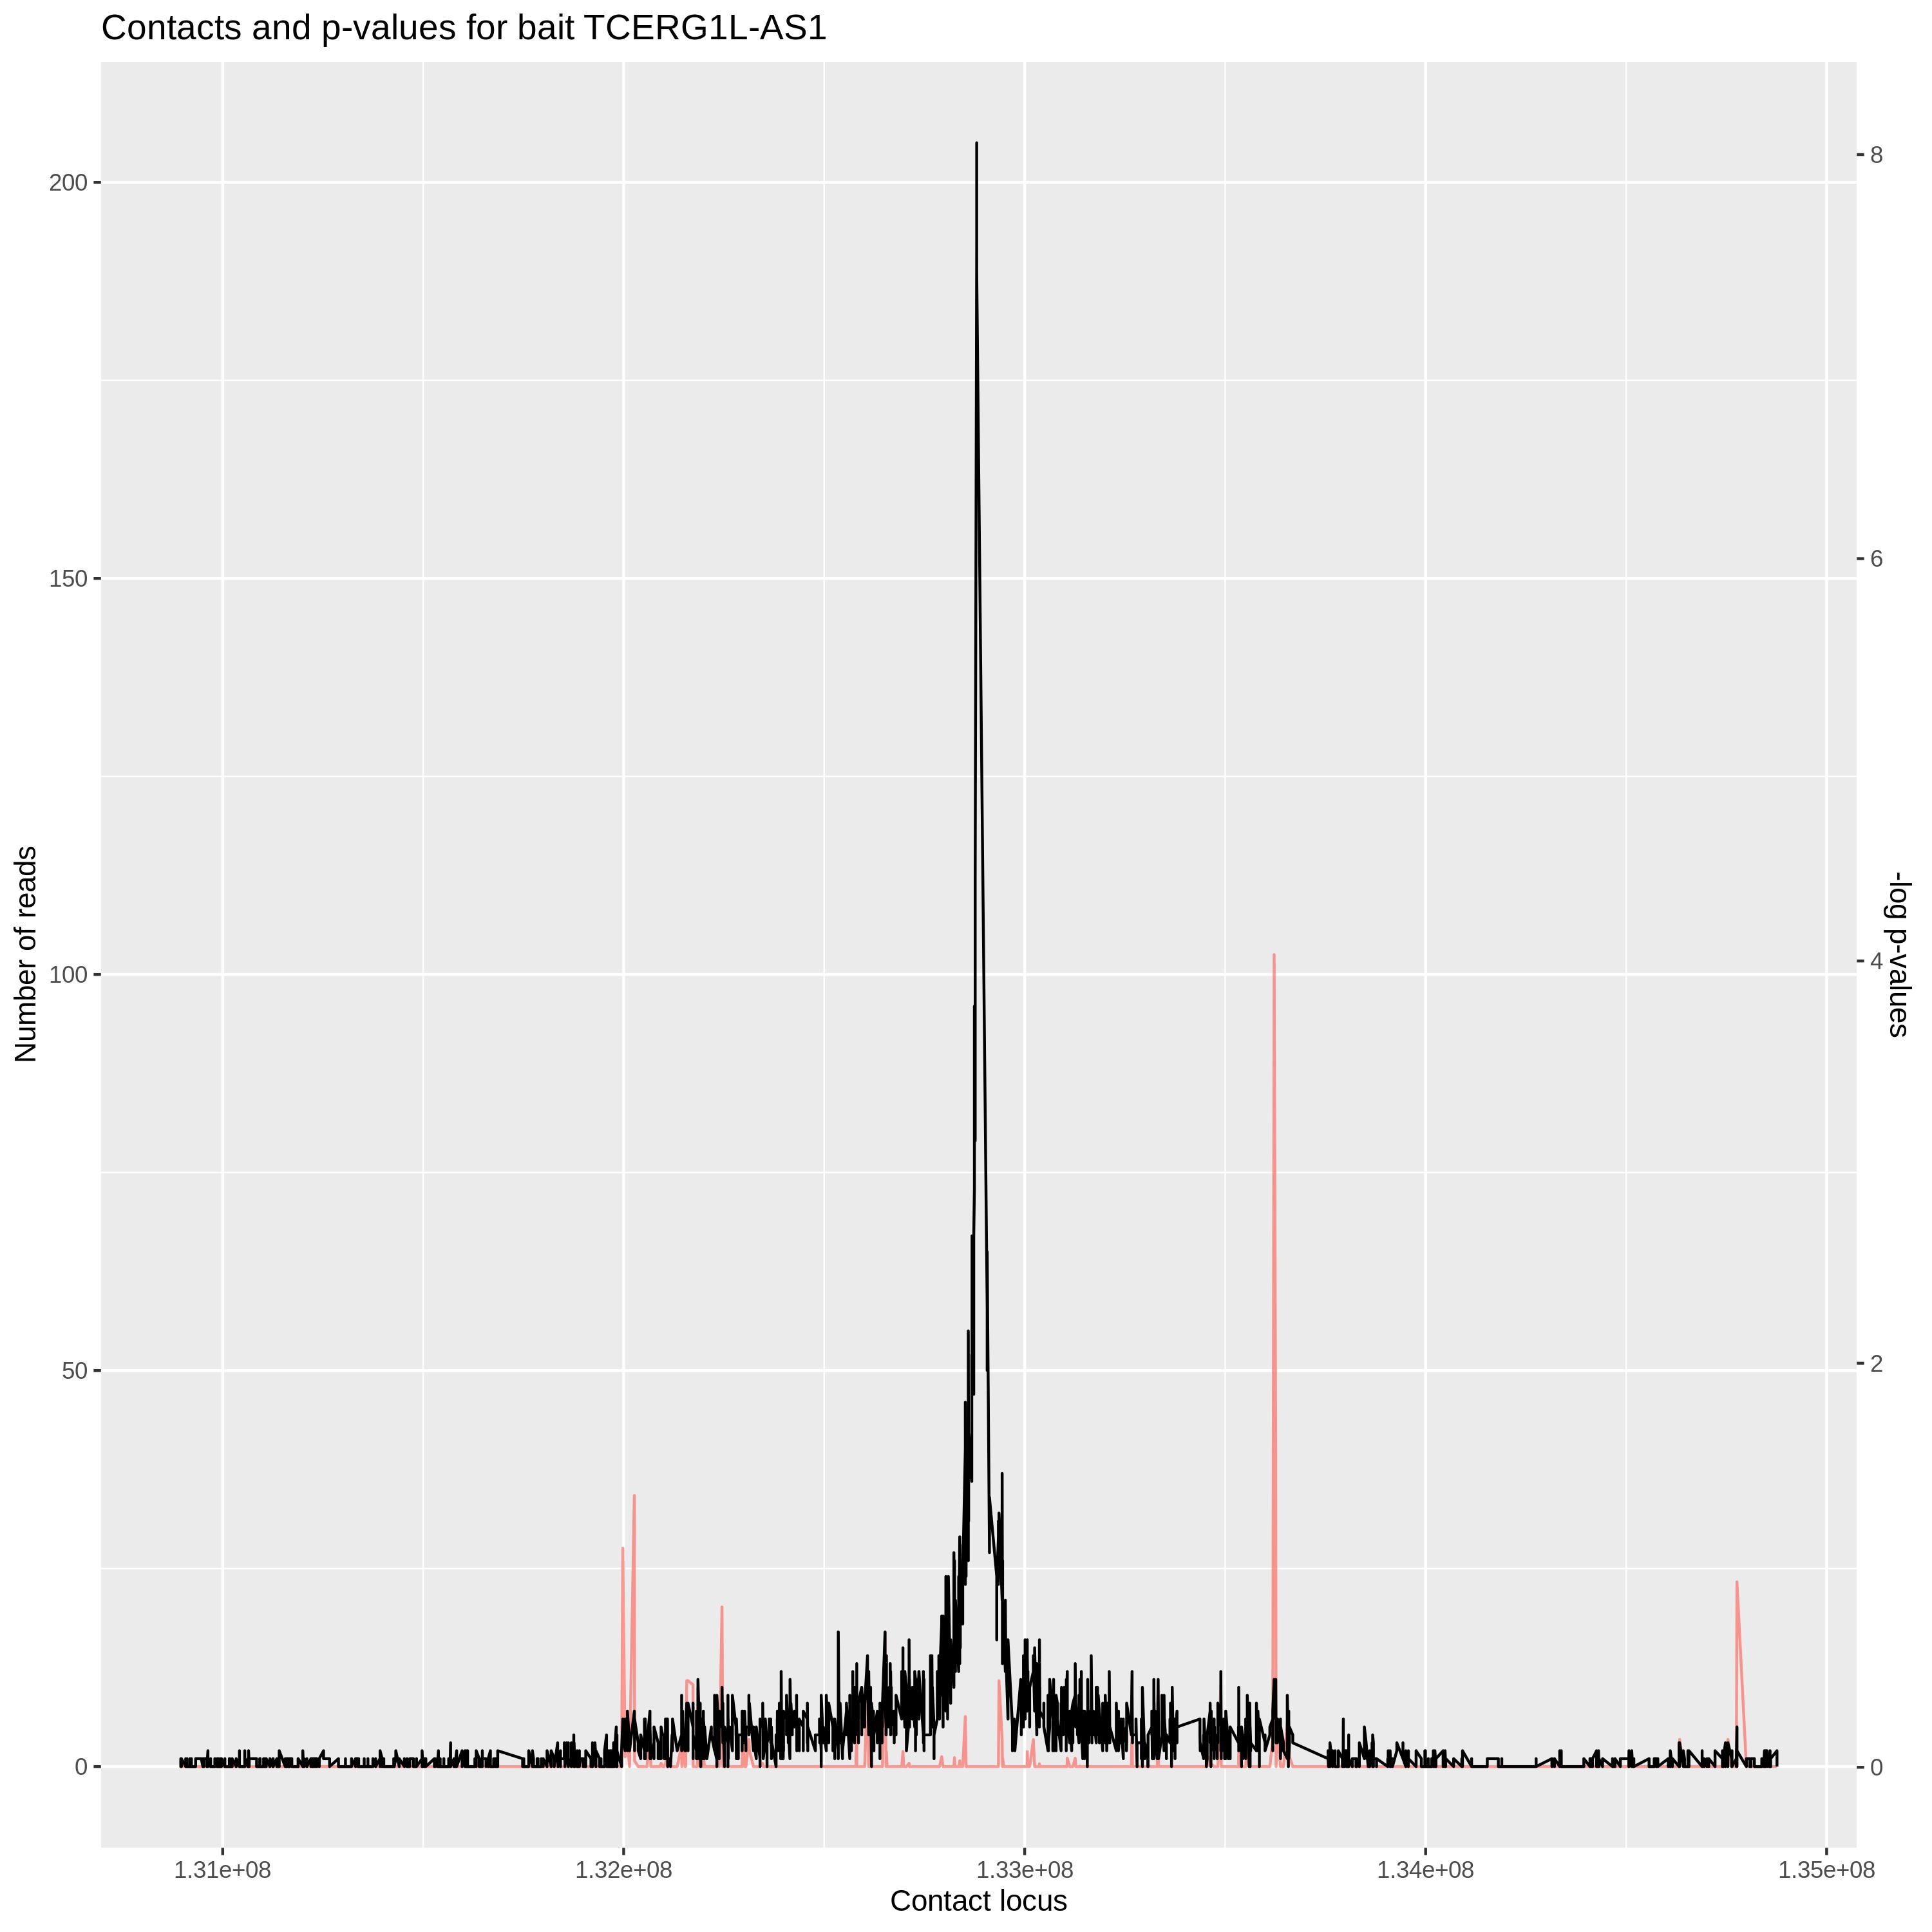 Contacts and p-values for bait TCERG1L-AS1
200
150
100
50
0
Number of reads
8
6
4
2
0
-log p-values
1.31e+08
1.32e+08
1.33e+08
1.34e+08
1.35e+08
Contact locus